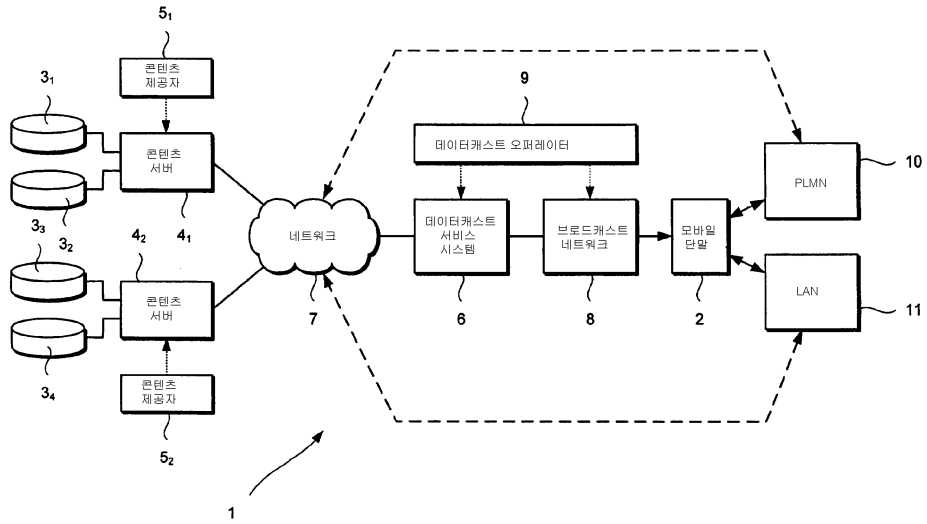 5₁
9
3₁
콘텐츠
제공자
데이터캐스트 오퍼레이터
콘텐츠
서버
10
PLMN
3₂
3₃
4₂
4₁
네트워크
데이터캐스트
서비스
시스템
브로드캐스트
네트워크
모바일
단말
콘텐츠
서버
7
6
8
2
LAN
11
3₄
콘텐츠
제공자
5₂
1